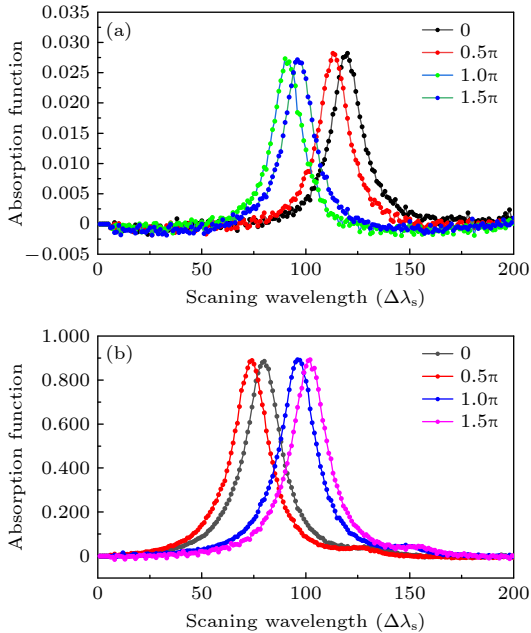 (a)
0
0.5π
1.0π
1.5π
Absorption function
0.035
0.030
0.025
0.020
0.015
0.010
0.005
0
−0.005
0 50 100 150 200
Scaning wavelength (Δλs)
(b)
0
0.5π
1.0π
1.5π
Absorption function
1.000
0.800
0.600
0.400
0.200
0
0 50 100 150 200
Scaning wavelength (Δλs)